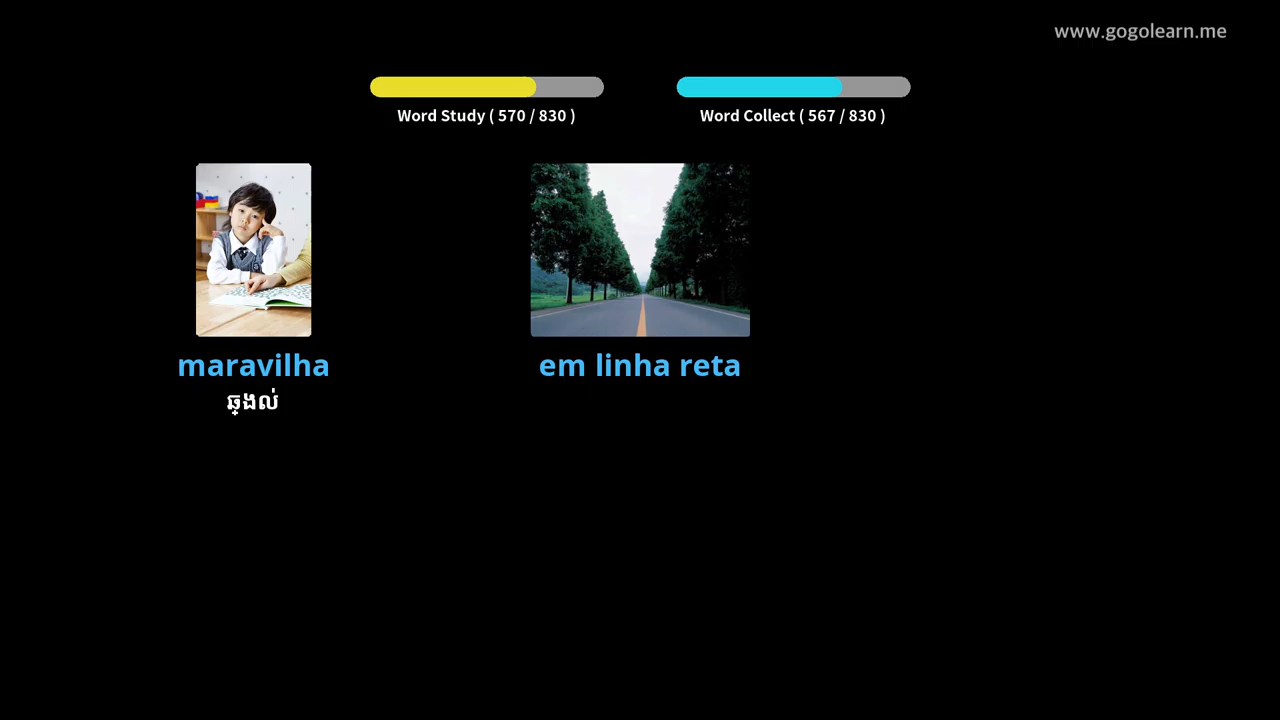 www.gogolearn.me
Word Study ( 570 / 830 )
Word Collect ( 567 / 830 )
maravilha
em linha reta
ឆ្ងល់